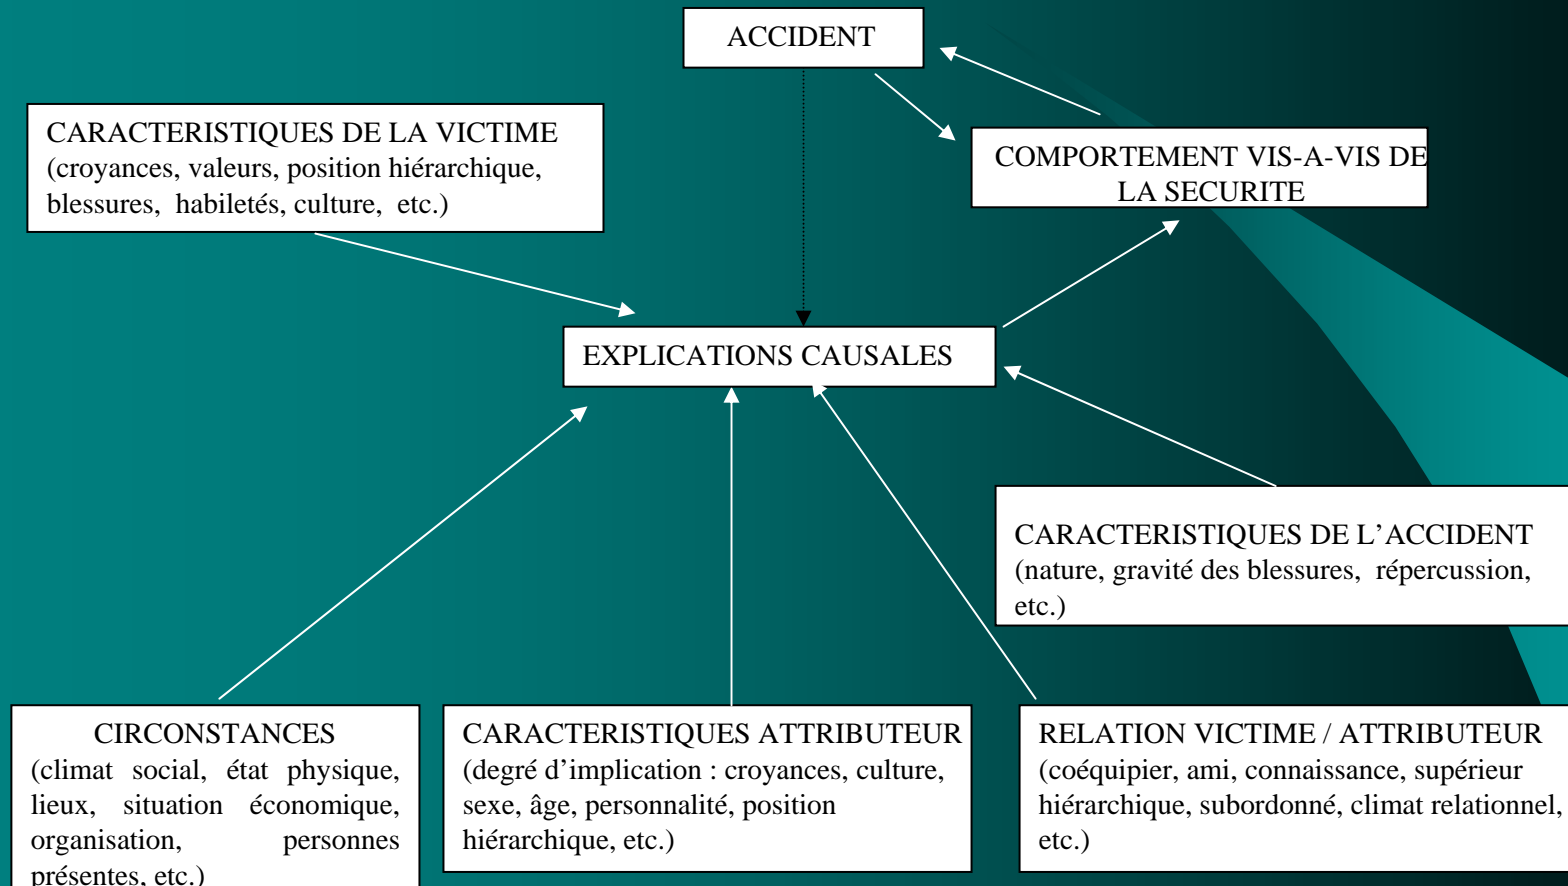 ACCIDENT
CARACTERISTIQUES DE LA VICTIME
(croyances, valeurs, position hiérarchique,
blessures, habiletés, culture, etc.)
COMPORTEMENT VIS-A-VIS DE
LA SECURITE
EXPLICATIONS CAUSALES
CARACTERISTIQUES DE L’ACCIDENT
(nature, gravité des blessures, répercussion,
etc.)
CIRCONSTANCES
(climat social, état physique,
lieux, situation économique,
organisation, personnes
présentes, etc.)
CARACTERISTIQUES ATTRIBUTEUR
(degré d’implication : croyances, culture,
sexe, âge, personnalité, position
hiérarchique, etc.)
RELATION VICTIME / ATTRIBUTEUR
(coéquipier, ami, connaissance, supérieur
hiérarchique, subordonné, climat relationnel,
etc.)